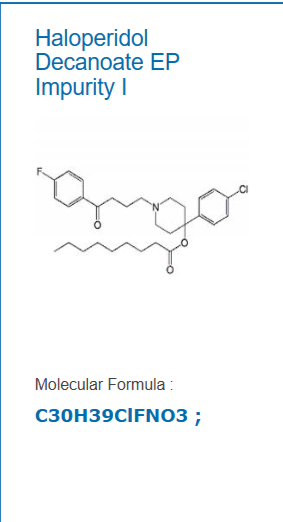 Haloperidol
Decanoate EP
Impurity I
F
Cl
N
O
O
O
Molecular Formula :
C30H39ClFNO3 ;